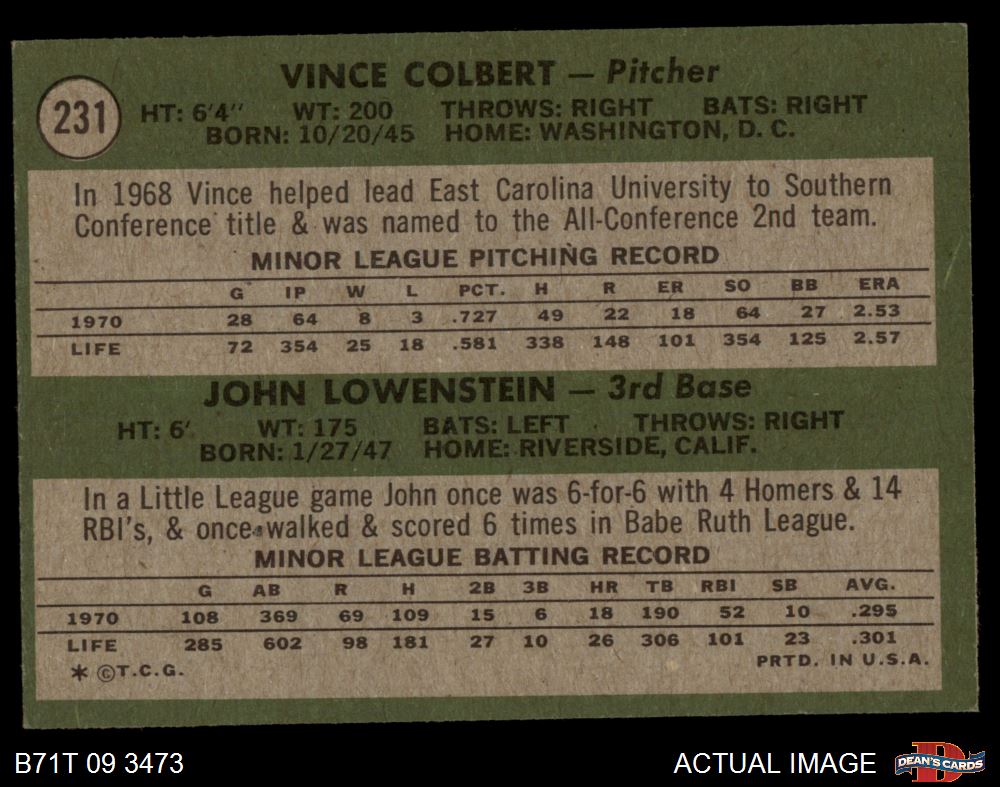 231
VINCE COLBERT — Pitcher
HT: 6'4" WT: 200 THROWS: RIGHT BATS: RIGHT
BORN: 10/20/45 HOME: WASHINGTON, D. C.
In 1968 Vince helped lead East Carolina University to Southern
Conference title & was named to the All-Conference 2nd team.
MINOR LEAGUE PITCHING RECORD
G IP W L PCT. H R ER SO BB ERA
1970 28 64 8 3 .727 49 22 18 64 27 2.53
LIFE 72 354 25 18 .581 338 148 101 354 125 2.57
JOHN LOWENSTEIN — 3rd Base
HT: 6' WT: 175 BATS: LEFT THROWS: RIGHT
BORN: 1/27/47 HOME: RIVERSIDE, CALIF.
In a Little League game John once was 6-for-6 with 4 Homers & 14
RBI's, & once walked & scored 6 times in Babe Ruth League.
MINOR LEAGUE BATTING RECORD
G AB R H 2B 3B HR TB RBI SB AVG.
1970 108 369 69 109 15 6 18 190 52 10 .295
LIFE 285 602 98 181 27 10 26 306 101 23 .301
* ©T.C.G. PRTD. IN U.S.A.
B71T 09 3473 ACTUAL IMAGE DEAN'S CARDS